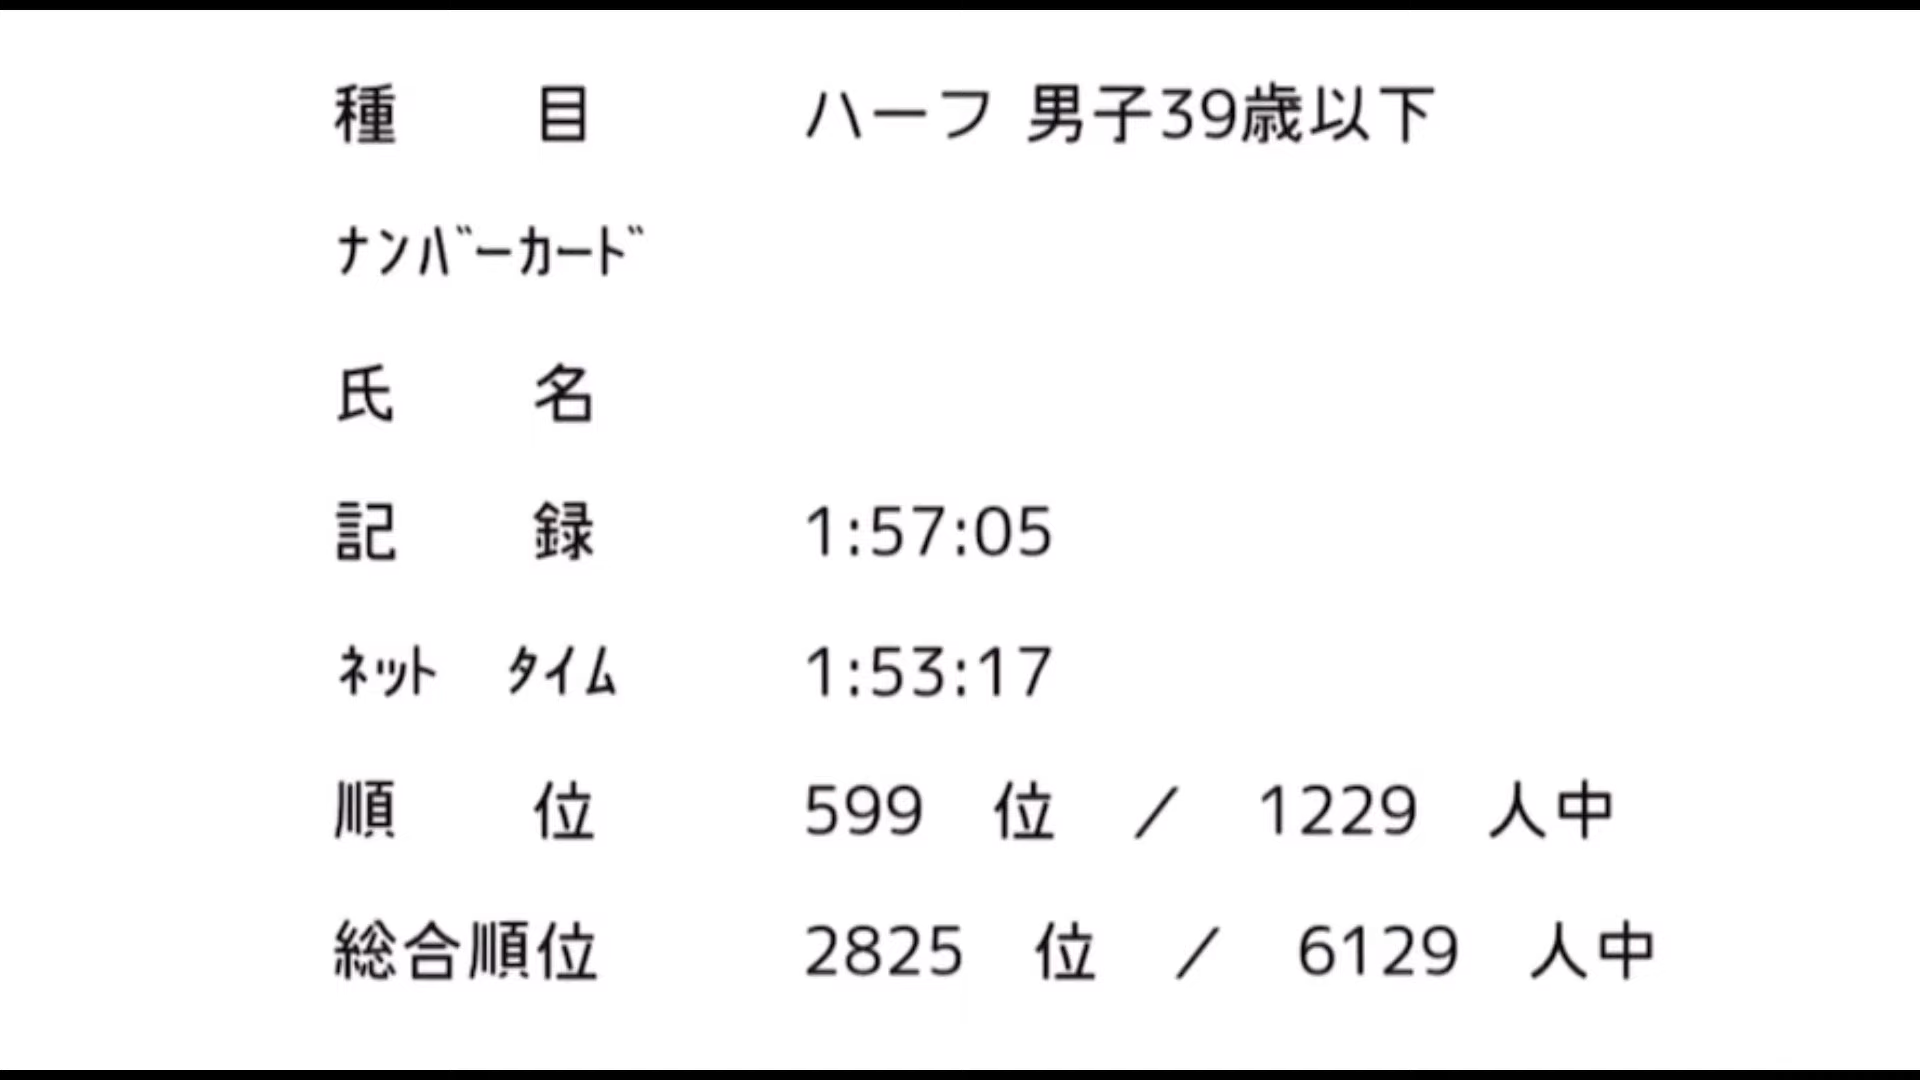 種　目　ハーフ 男子39歳以下
ﾅﾝﾊﾞｰｶｰﾄﾞ
氏　名
記　録　1:57:05
ﾈｯﾄ ﾀｲﾑ　1:53:17
順　位　599 位 ／ 1229 人中
総合順位　2825 位 ／ 6129 人中